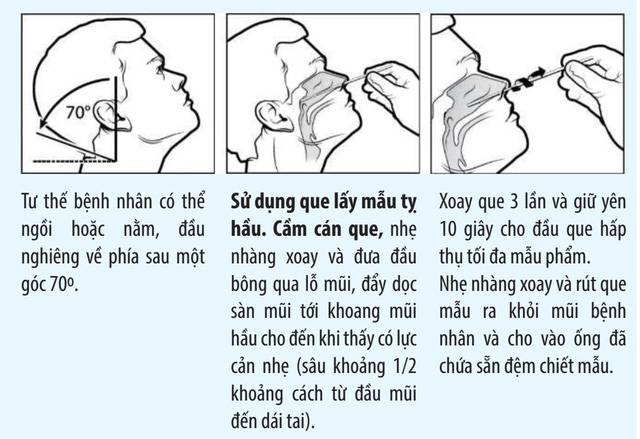 70°
Tư thế bệnh nhân có thể
ngồi hoặc nằm, đầu
nghiêng về phía sau một
góc 70º.
Sử dụng que lấy mẫu tỵ
hầu. Cầm cán que, nhẹ
nhàng xoay và đưa đầu
bông qua lỗ mũi, đẩy dọc
sàn mũi tới khoang mũi
hầu cho đến khi thấy có lực
cản nhẹ (sâu khoảng 1/2
khoảng cách từ đầu mũi
đến dái tai).
Xoay que 3 lần và giữ yên
10 giây cho đầu que hấp
thụ tối đa mẫu phẩm.
Nhẹ nhàng xoay và rút que
mẫu ra khỏi mũi bệnh
nhân và cho vào ống đã
chứa sẵn đệm chiết mẫu.